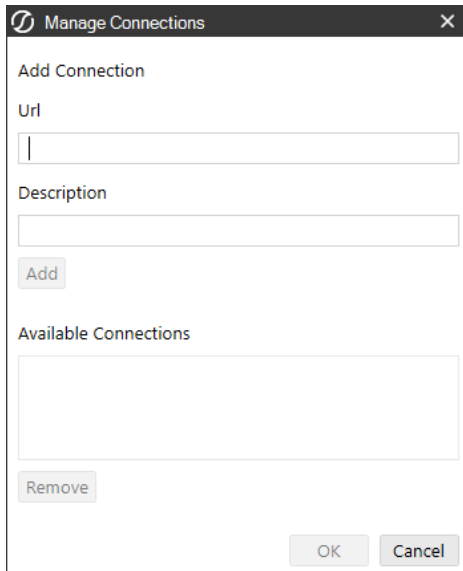 Manage Connections
Add Connection
Url
Description
Add
Available Connections
Remove
OK Cancel